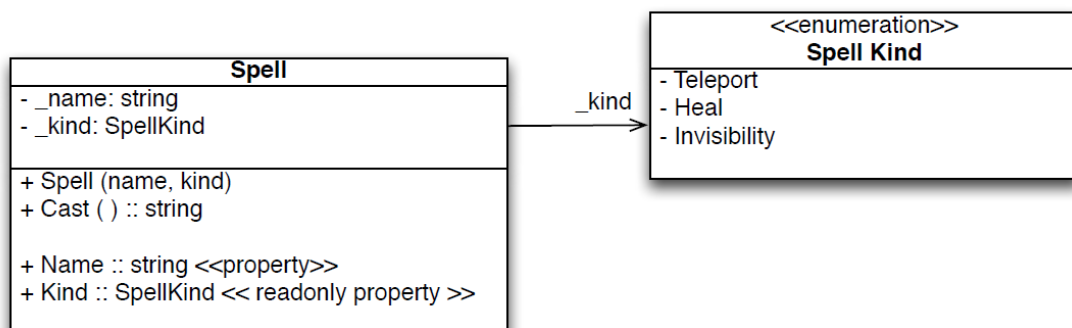 Spell
- _name: string
- _kind: SpellKind
+ Spell (name, kind)
+ Cast ( ) :: string
+ Name :: string <<property>>
+ Kind :: SpellKind << readonly property >>
_kind
<<enumeration>>
Spell Kind
- Teleport
- Heal
- Invisibility